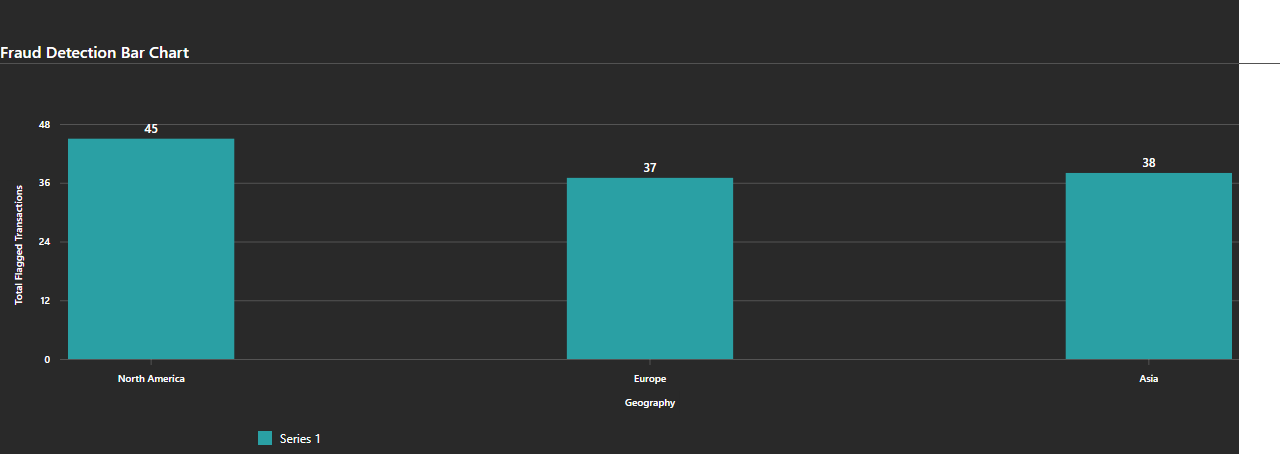 Fraud Detection Bar Chart
48
36
24
12
0
Total Flagged Transactions
45
37
38
North America
Europe
Asia
Geography
Series 1